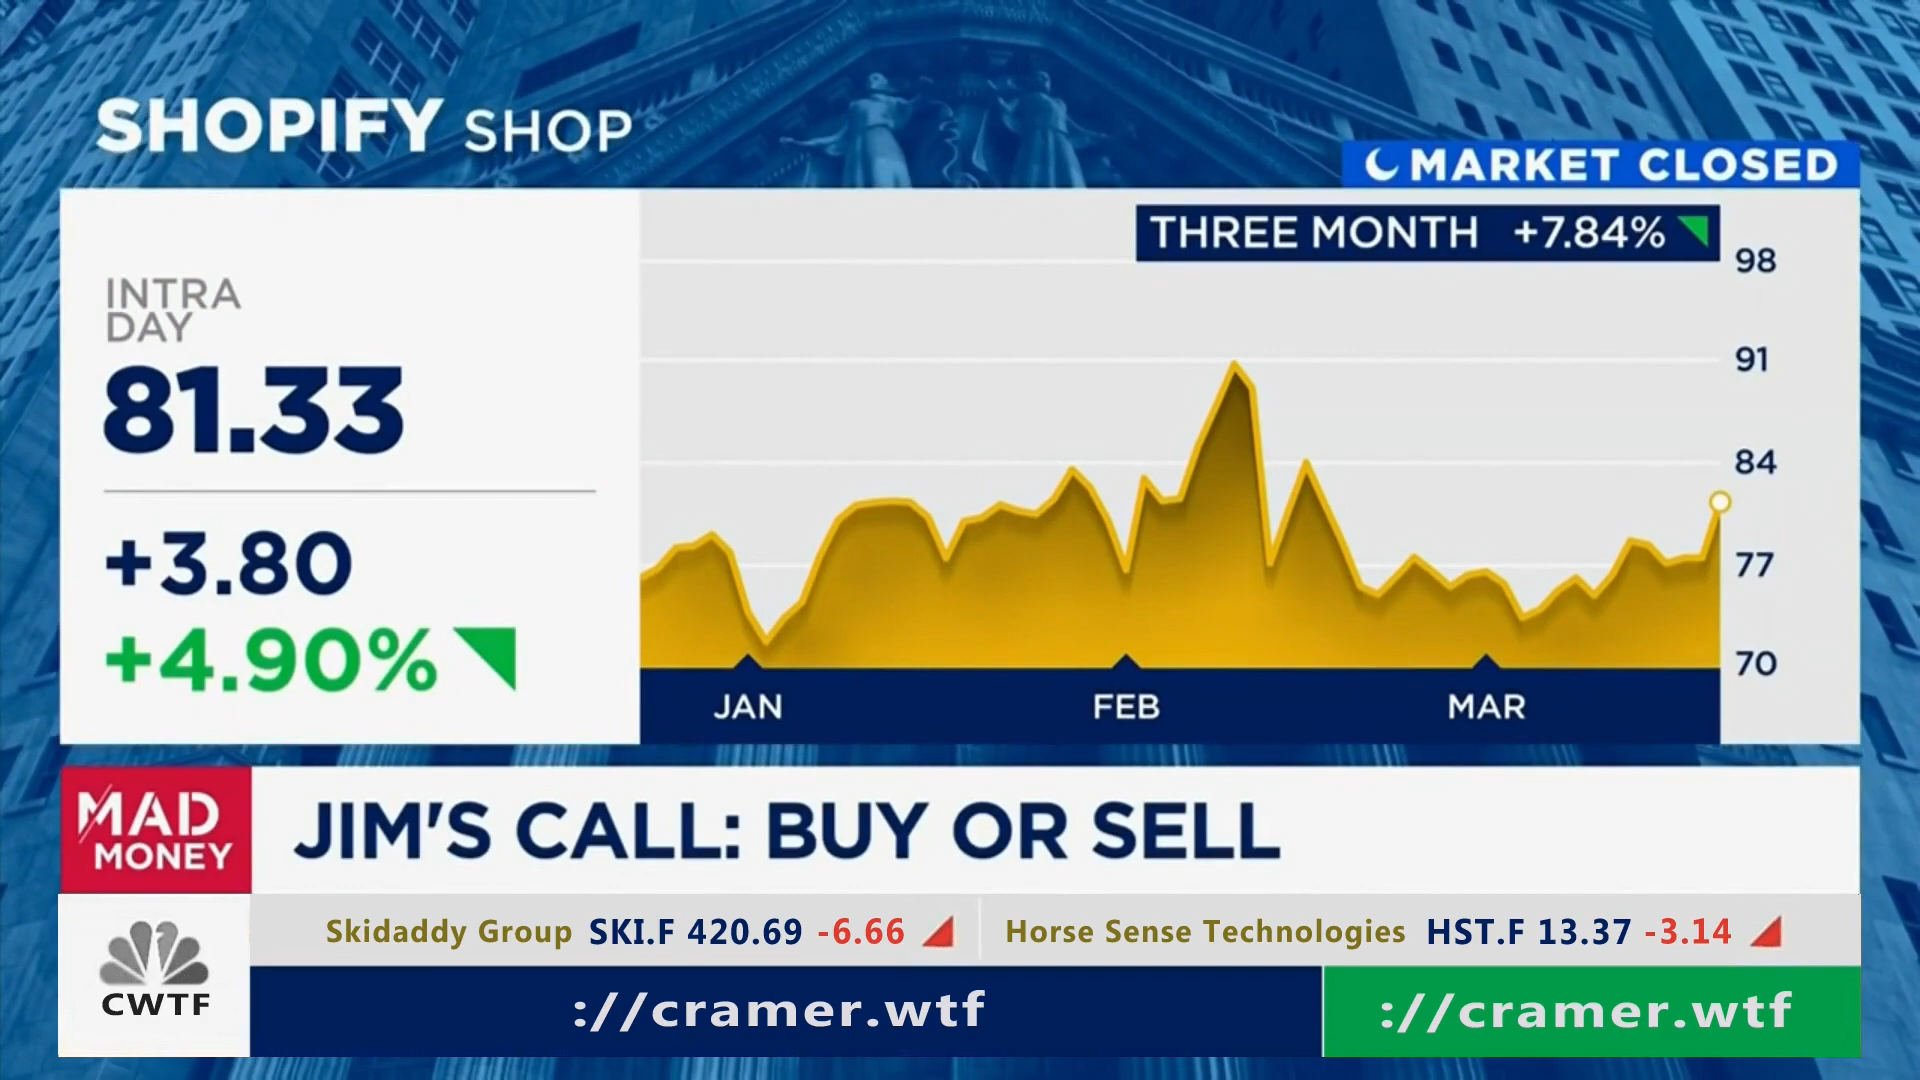 SHOPIFY SHOP
MARKET CLOSED
THREE MONTH +7.84%
INTRA
DAY
81.33
+3.80
+4.90%
98
91
84
77
70
JAN FEB MAR
MAD
MONEY
JIM'S CALL: BUY OR SELL
Skidaddy Group SKI.F 420.69 -6.66 Horse Sense Technologies HST.F 13.37 -3.14
CWTF
://cramer.wtf ://cramer.wtf